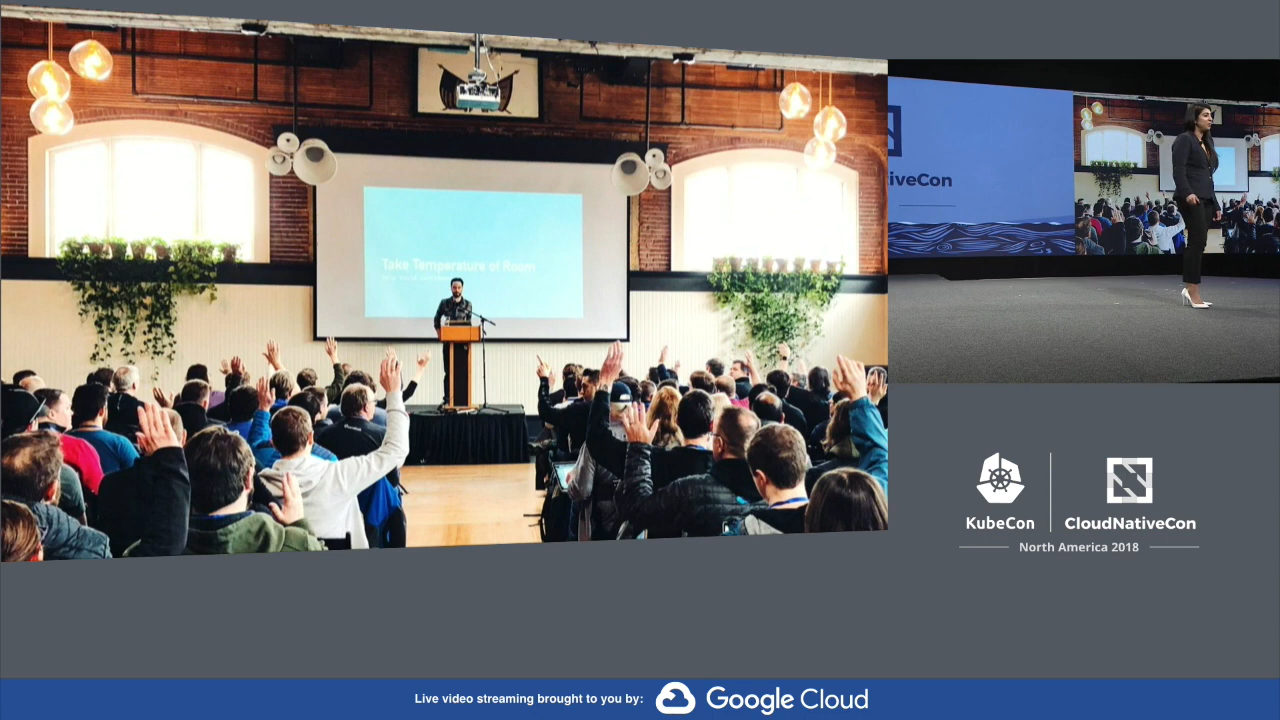 Take Temperature of Room
iveCon
KubeCon
CloudNativeCon
North America 2018
Live video streaming brought to you by:
Google Cloud